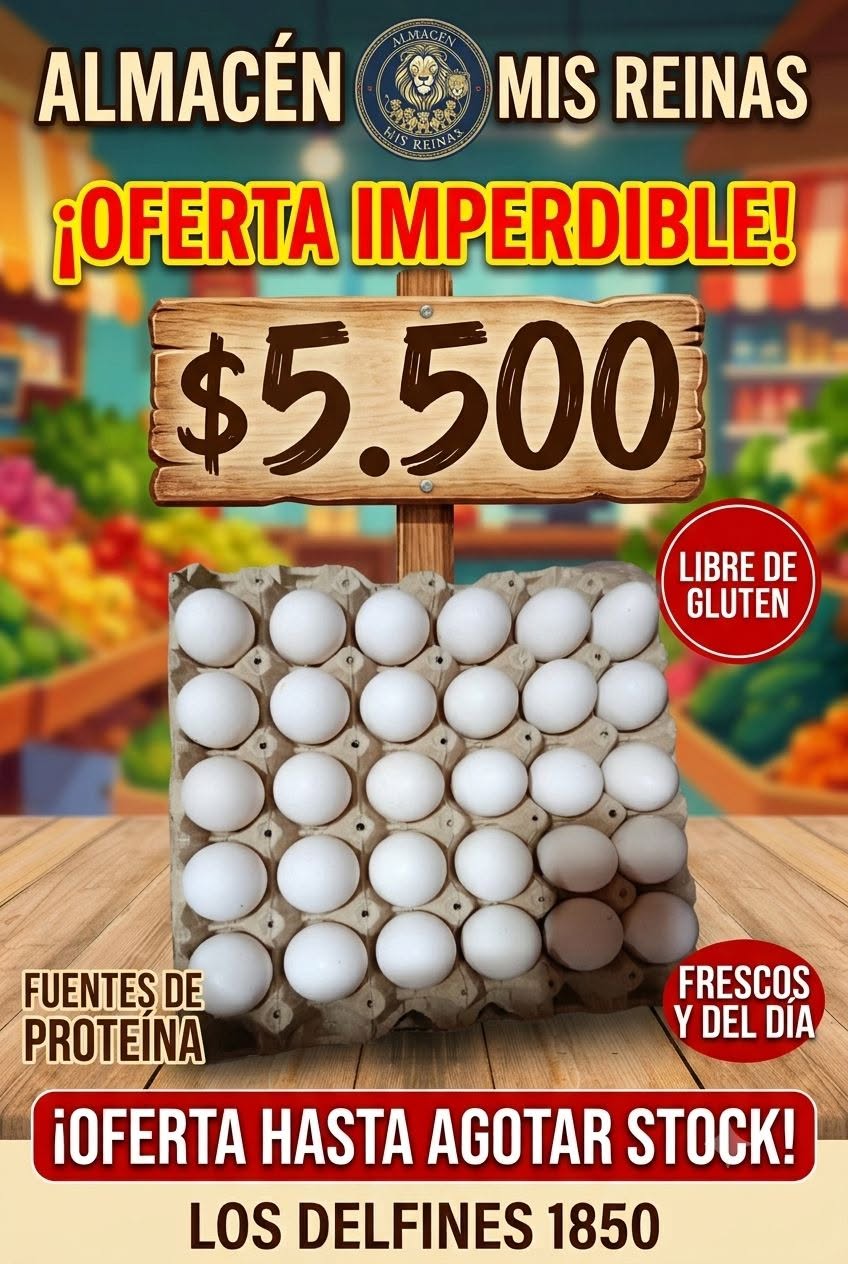 ALMACÉN
MIS REINAS
ALMACEN
MIS REINAS
¡OFERTA IMPERDIBLE!
$5.500
LIBRE DE
GLUTEN
FUENTES DE
PROTEÍNA
FRESCOS
Y DEL DÍA
¡OFERTA HASTA AGOTAR STOCK!
LOS DELFINES 1850